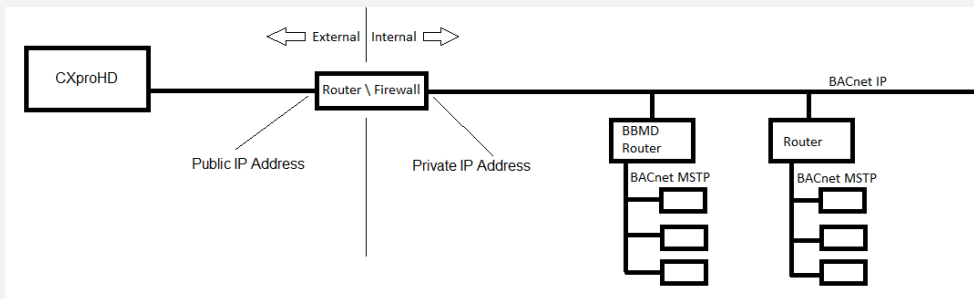 External
Internal
CXproHD
Router \ Firewall
BACnet IP
Public IP Address
Private IP Address
BBMD
Router
Router
BACnet MSTP
BACnet MSTP